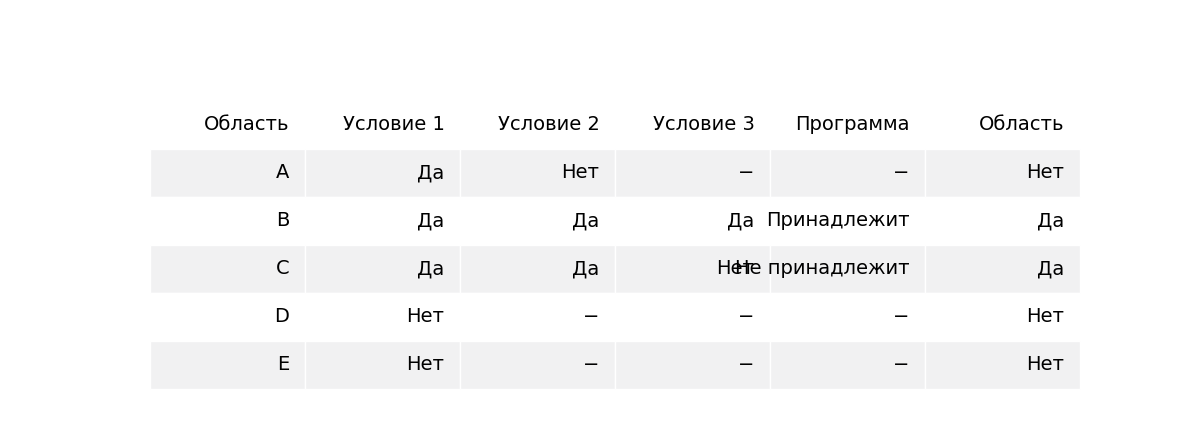 Область Условие 1 Условие 2 Условие 3 Программа Область
A Да Нет − − Нет
B Да Да Да Принадлежит Да
C Да Да Нет Не принадлежит Да
D Нет − − − Нет
E Нет − − − Нет